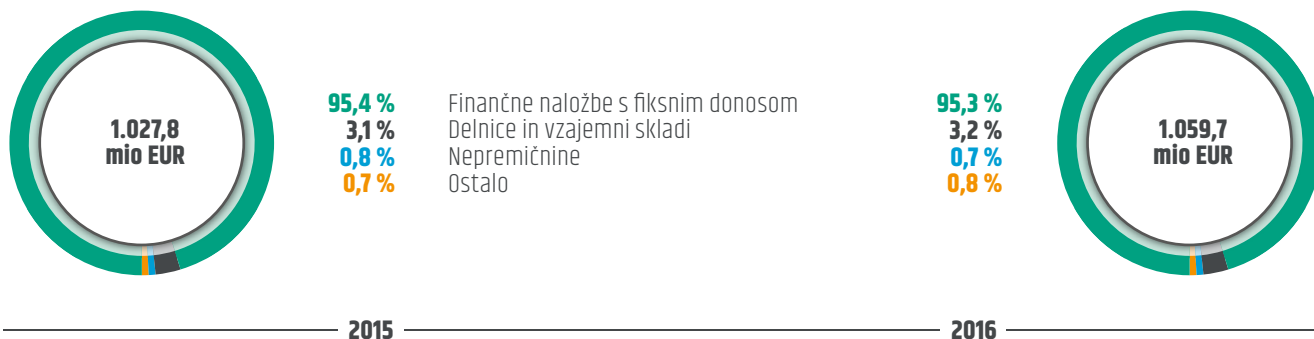 1.027,8
mio EUR
95,4 % Finančne naložbe s fiksnim donosom 95,3 %
3,1 % Delnice in vzajemni skladi 3,2 %
0,8 % Nepremičnine 0,7 %
0,7 % Ostalo 0,8 %
1.059,7
mio EUR
2015 2016